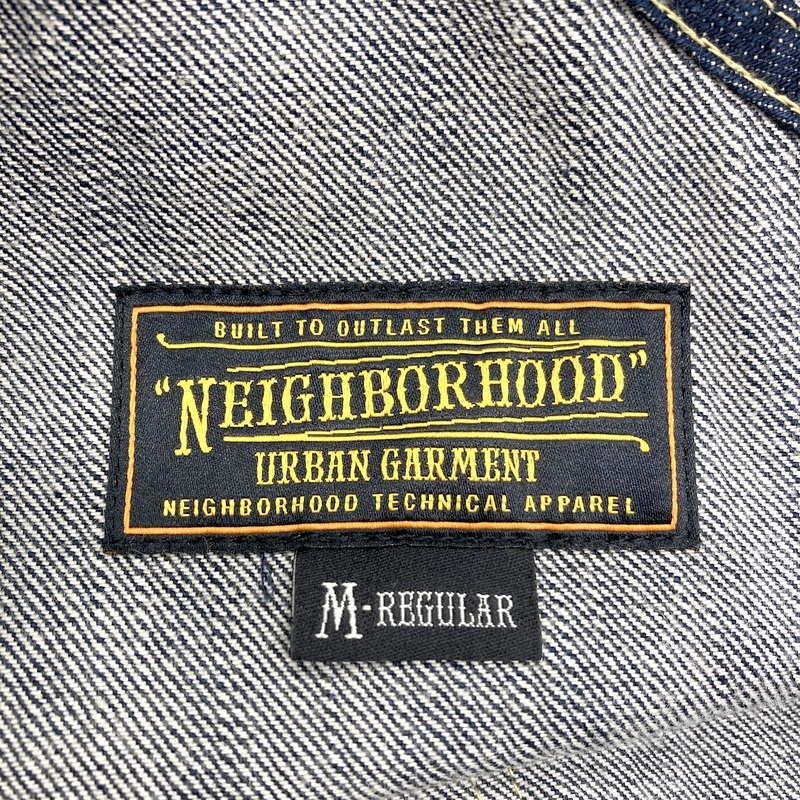 BUILT TO OUTLAST THEM ALL
"NEIGHBORHOOD"
URBAN GARMENT
NEIGHBORHOOD TECHNICAL APPAREL
M-REGULAR